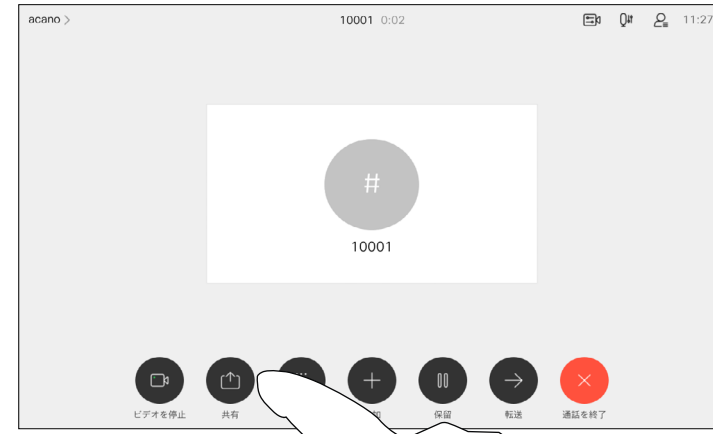 acano >
10001 0:02
11:27
#
10001
ビデオを停止
共有
保留
転送
通話を終了